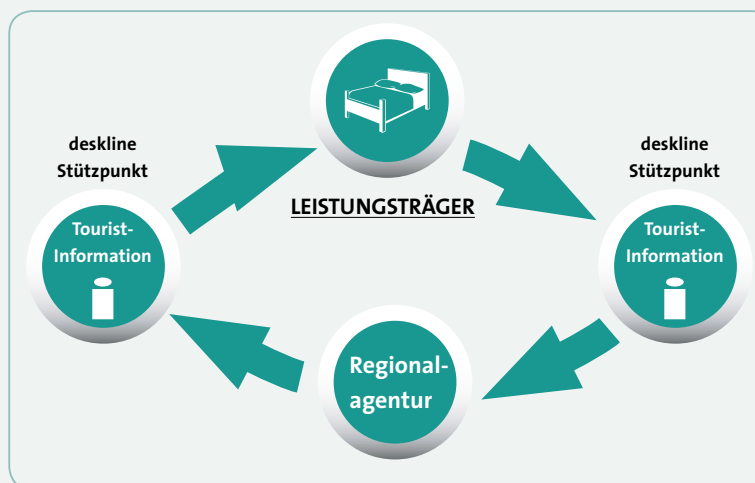 deskline
Stützpunkt
Tourist-
Information
LEISTUNGSTRÄGER
deskline
Stützpunkt
Tourist-
Information
Regional-
agentur